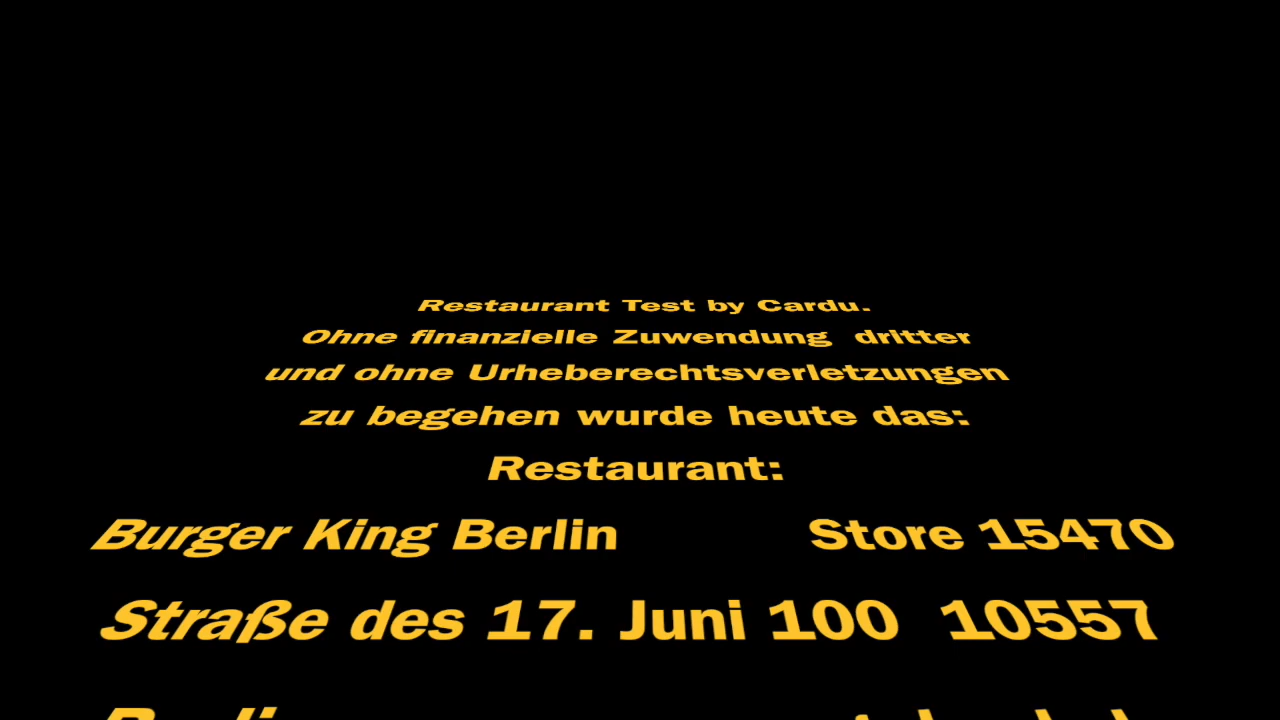 Restaurant Test by Cardu.
Ohne finanzielle Zuwendung dritter
und ohne Urheberechtsverletzungen
zu begehen wurde heute das:
Restaurant:
Burger King Berlin Store 15470
Straße des 17. Juni 100 10557